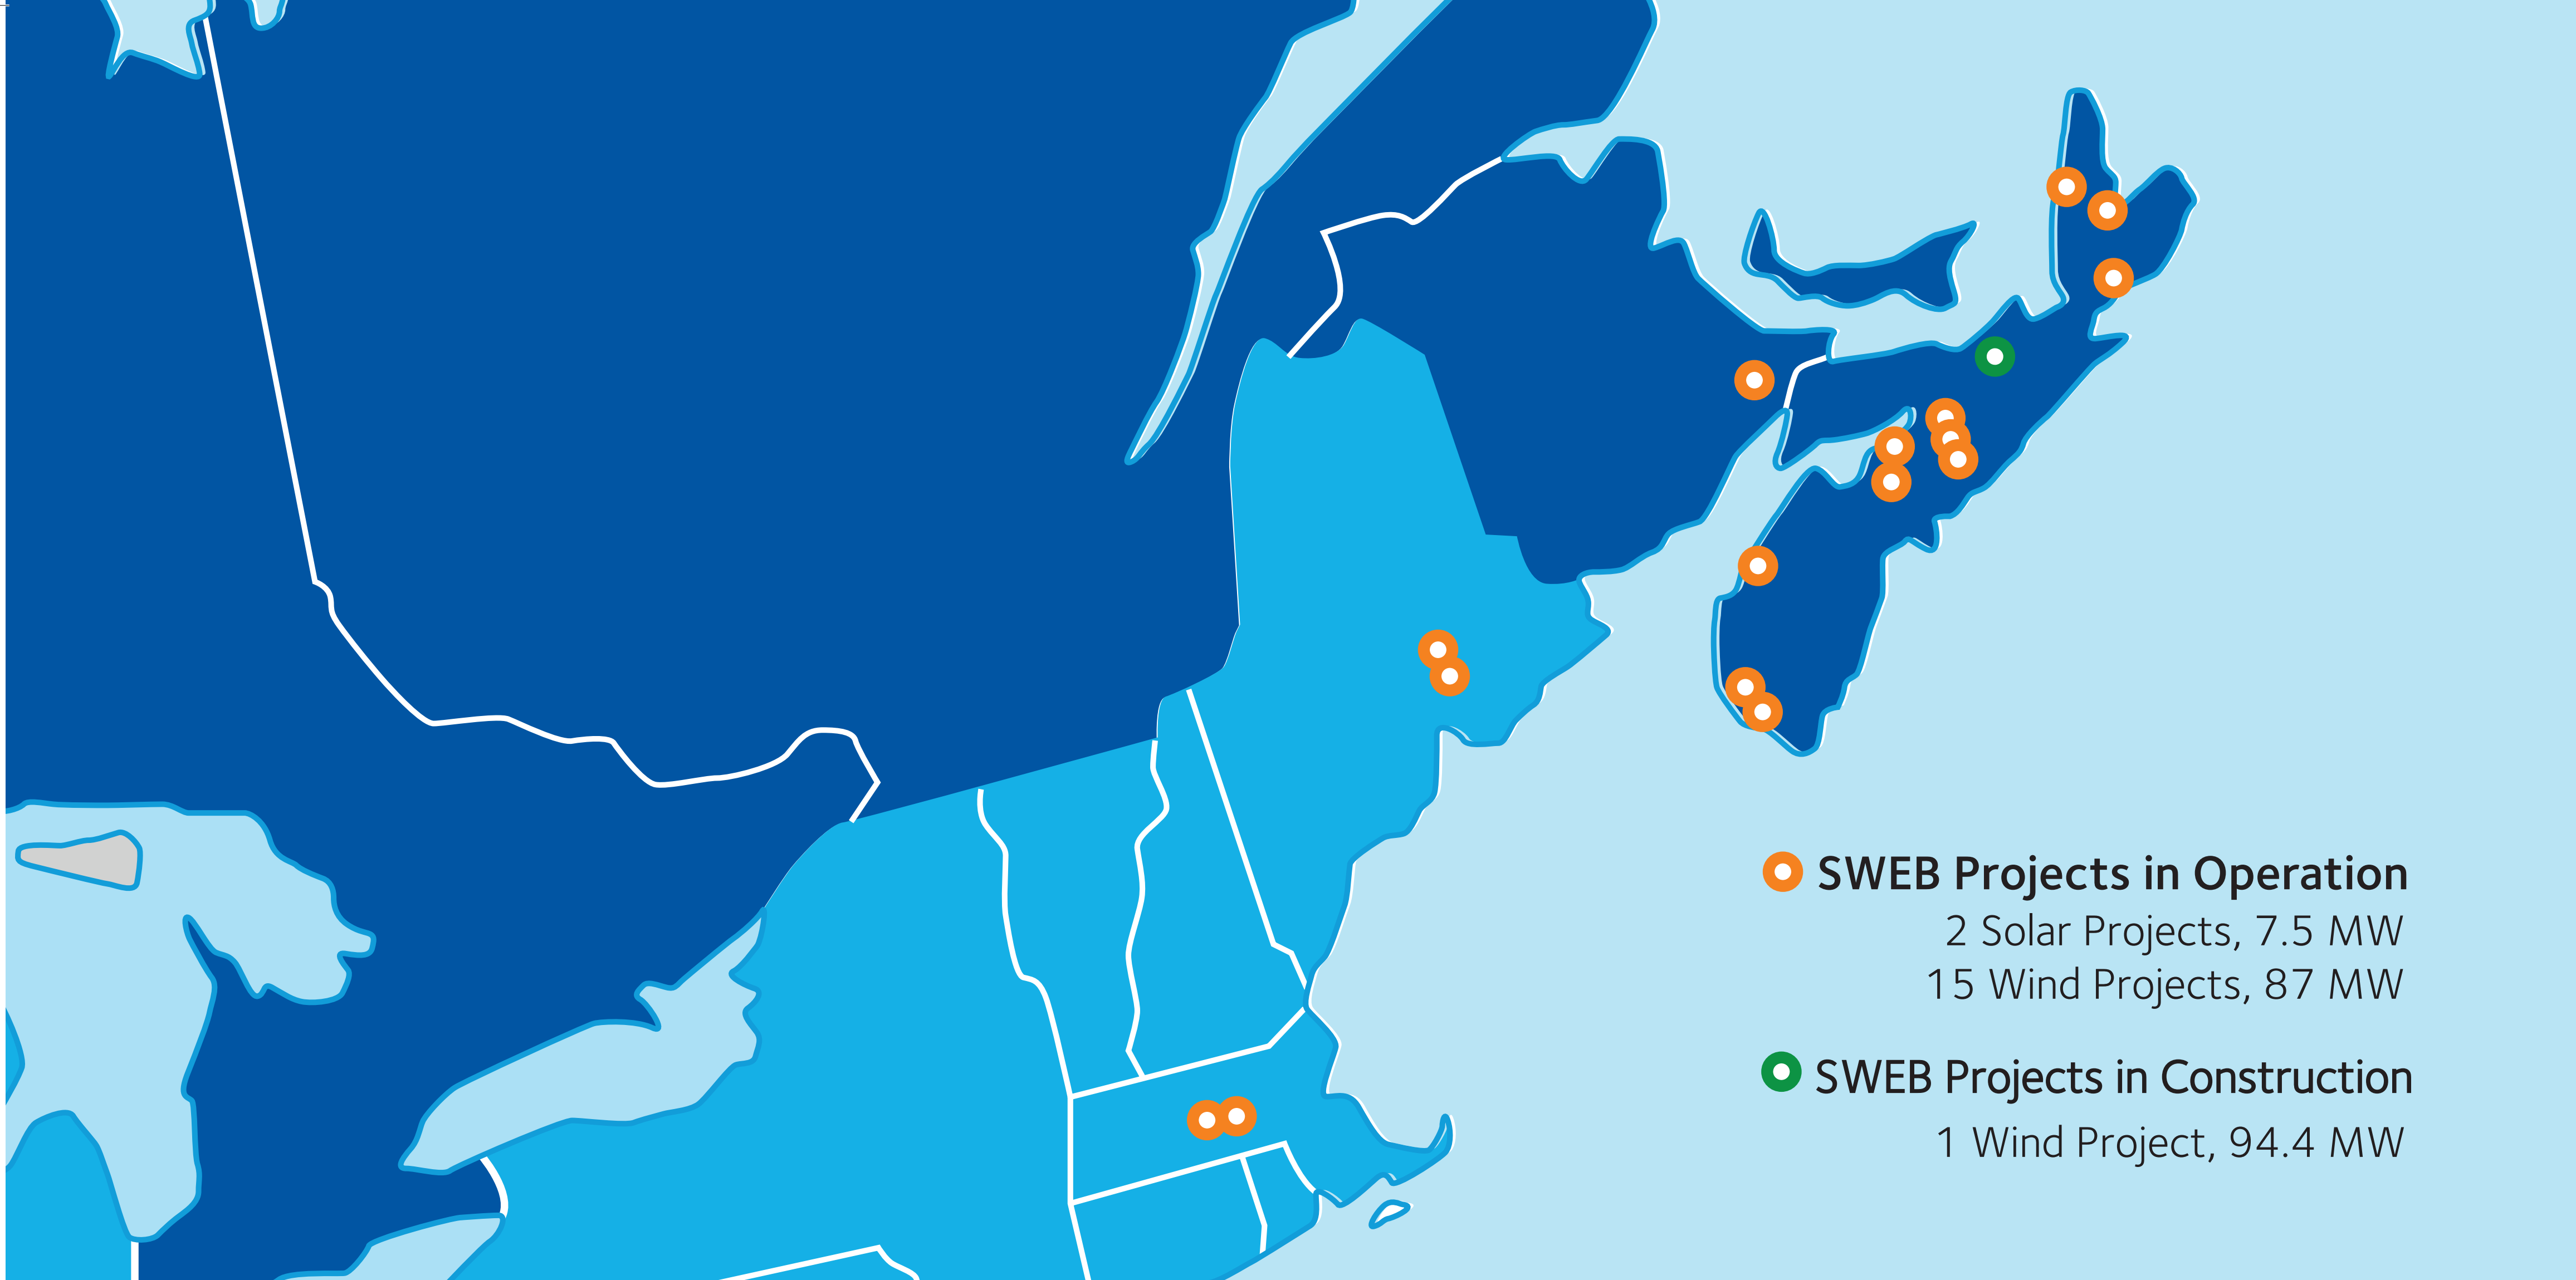 SWEB Projects in Operation
2 Solar Projects, 7.5 MW
15 Wind Projects, 87 MW
SWEB Projects in Construction
1 Wind Project, 94.4 MW